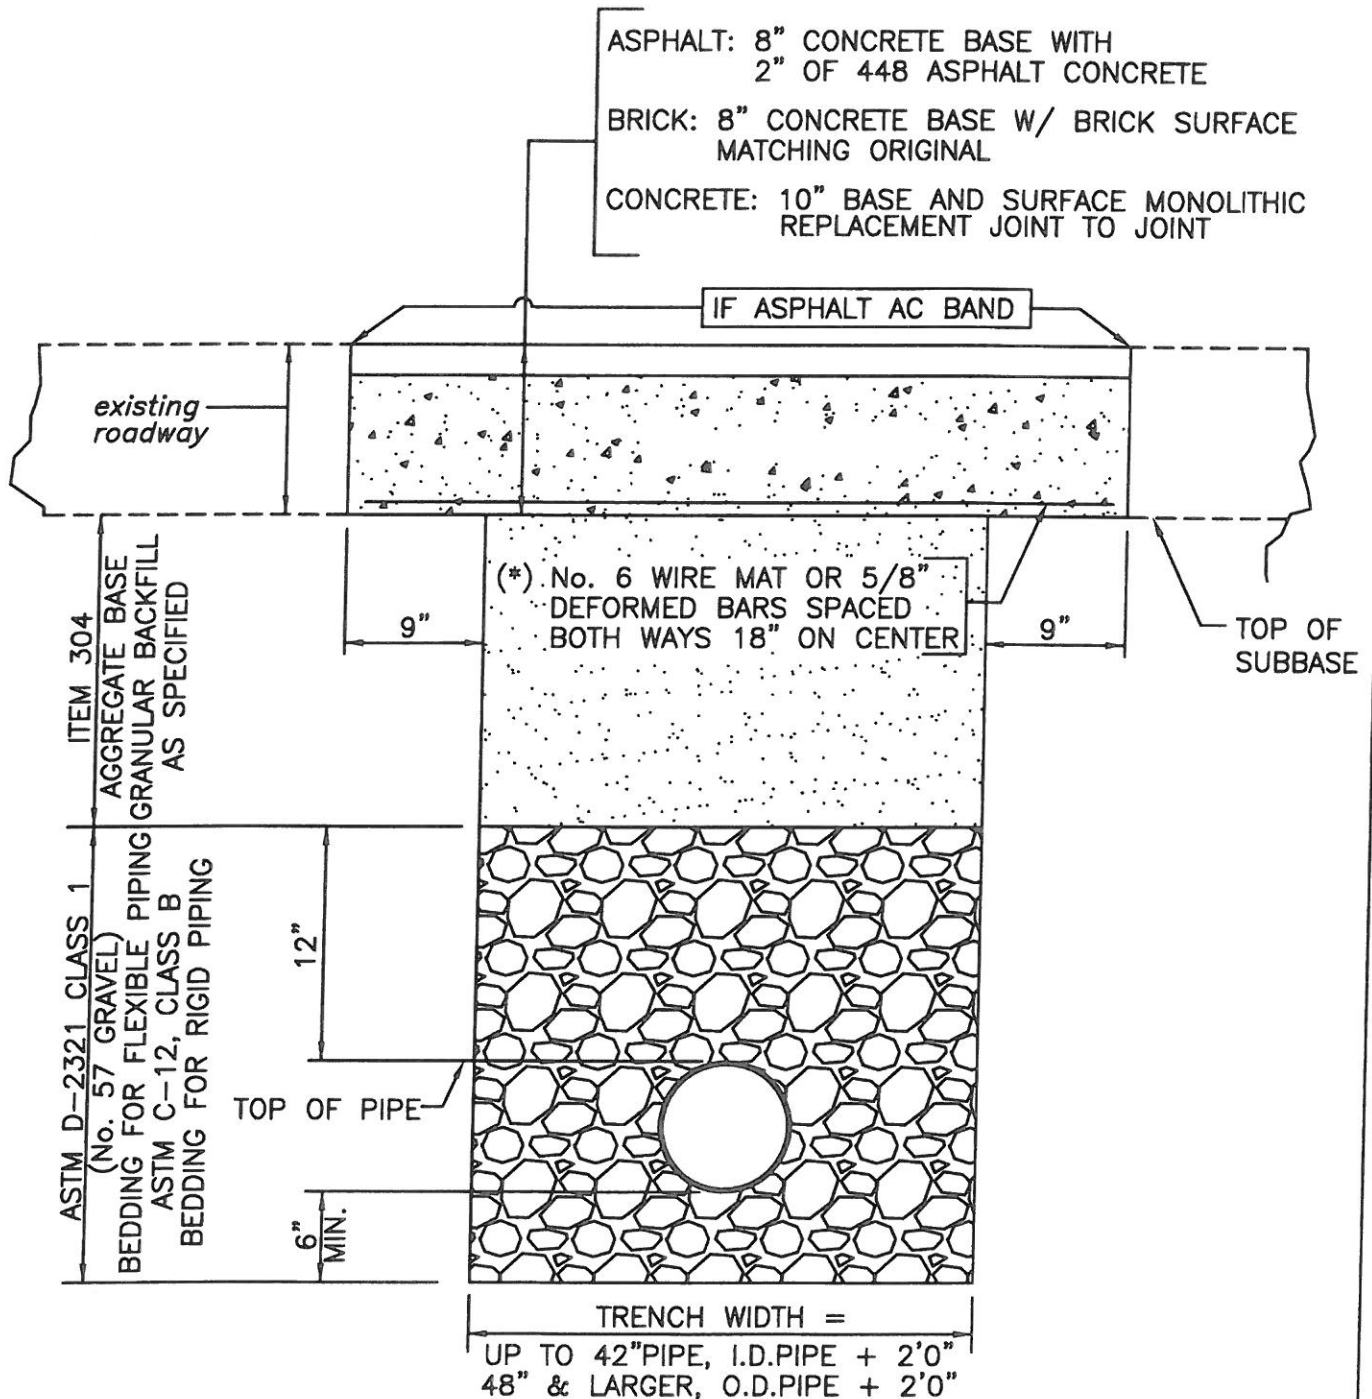 ASPHALT: 8" CONCRETE BASE WITH
2" OF 448 ASPHALT CONCRETE
BRICK: 8" CONCRETE BASE W/ BRICK SURFACE
MATCHING ORIGINAL
CONCRETE: 10" BASE AND SURFACE MONOLITHIC
REPLACEMENT JOINT TO JOINT
IF ASPHALT AC BAND
existing
roadway
(*) No. 6 WIRE MAT OR 5/8"
DEFORMED BARS SPACED
BOTH WAYS 18" ON CENTER
9"
9"
TOP OF
SUBBASE
ITEM 304
AGGREGATE BASE
GRANULAR BACKFILL
AS SPECIFIED
ASTM D-2321 CLASS 1
(No. 57 GRAVEL)
BEDDING FOR FLEXIBLE PIPING
ASTM C-12, CLASS B
BEDDING FOR RIGID PIPING
12"
TOP OF PIPE
6"
MIN.
TRENCH WIDTH =
UP TO 42"PIPE, I.D.PIPE + 2'0"
48" & LARGER, O.D.PIPE + 2'0"